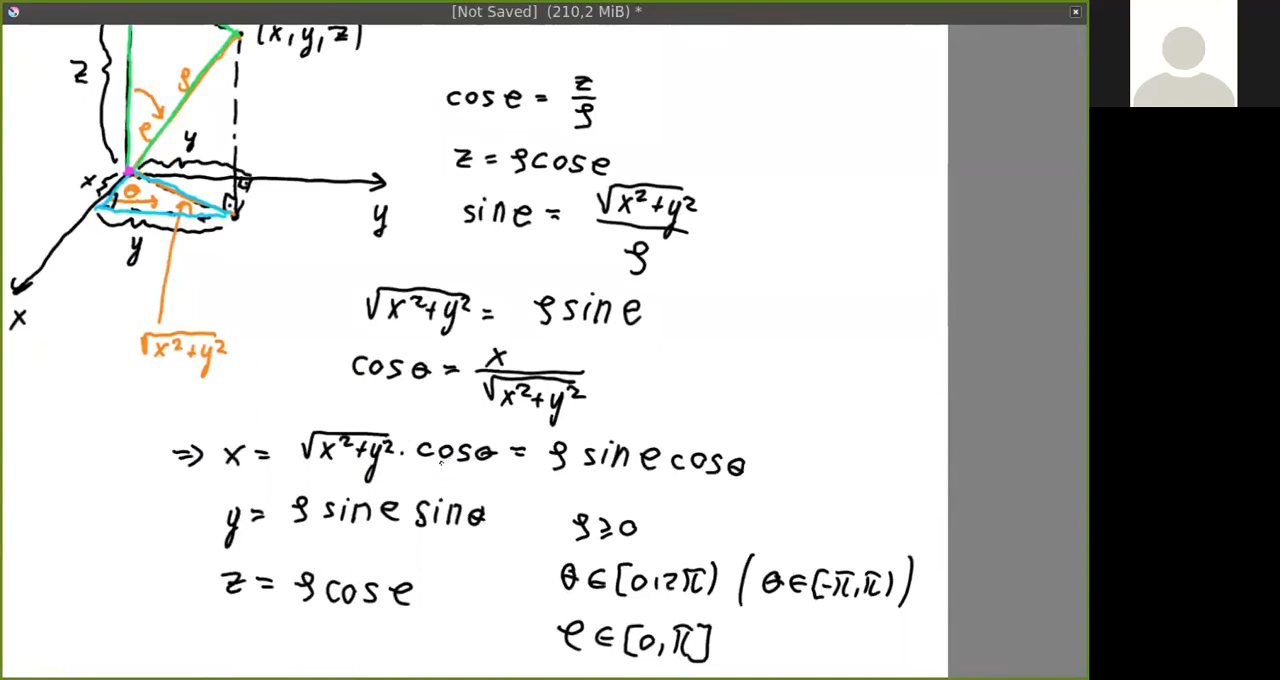 [Not Saved] (210,2 MiB) *
(x, y, z)
z
ρ
φ
y
x
θ
y
y
x
√x²+y²
cos φ = z/ρ
z = ρ cos φ
sin φ = √x²+y² / ρ
√x²+y² = ρ sin φ
cos θ = x / √x²+y²
⇒ x = √x²+y² · cos θ = ρ sin φ cos θ
y = ρ sin φ sin θ
ρ ⩾ 0
z = ρ cos φ
θ ∈ [0, 2π) (θ ∈ [-π, π))
φ ∈ [0, π]